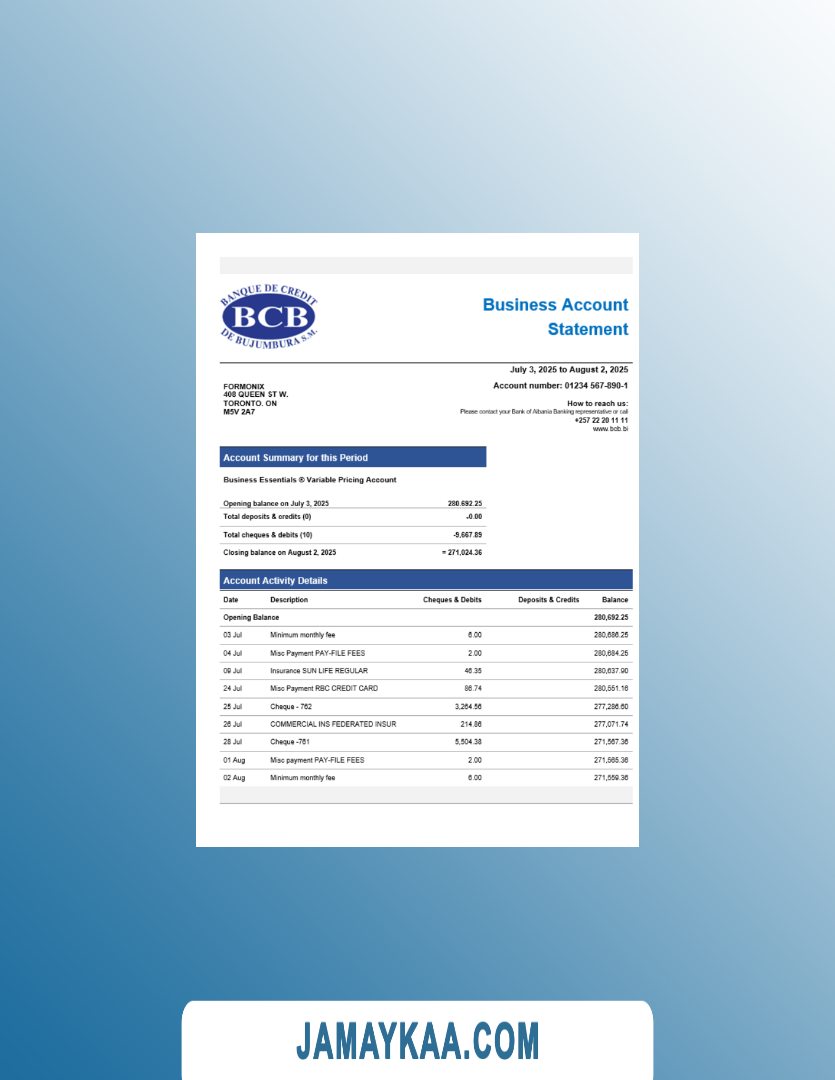 BANQUE DE CREDIT
BCB
DE BUJUMBURA S.M.
Business Account
Statement
July 3, 2025 to August 2, 2025
FORMONIX
408 QUEEN ST W.
TORONTO. ON
M5V 2A7
Account number: 01234 567-890-1
How to reach us:
Please contact your Bank of Albania Banking representative or call
+257 22 20 11 11
www.bcb.bi
Account Summary for this Period
Business Essentials ® Variable Pricing Account
Opening balance on July 3, 2025 280.692.25
Total deposits & credits (0) -0.00
Total cheques & debits (10) -9,667.89
Closing balance on August 2, 2025 = 271,024.36
Account Activity Details
Date Description Cheques & Debits Deposits & Credits Balance
Opening Balance 280,692.25
03 Jul Minimum monthly fee 6.00 280,686.25
04 Jul Misc Payment PAY-FILE FEES 2.00 280,684.25
09 Jul Insurance SUN LIFE REGULAR 46.35 280,637.90
24 Jul Misc Payment RBC CREDIT CARD 86.74 280,551.16
25 Jul Cheque - 762 3,264.56 277,286.60
26 Jul COMMERCIAL INS FEDERATED INSUR 214.86 277,071.74
28 Jul Cheque -761 5,504.38 271,567.36
01 Aug Misc payment PAY-FILE FEES 2.00 271,565.36
02 Aug Minimum monthly fee 6.00 271,559.36
JAMAYKAA.COM